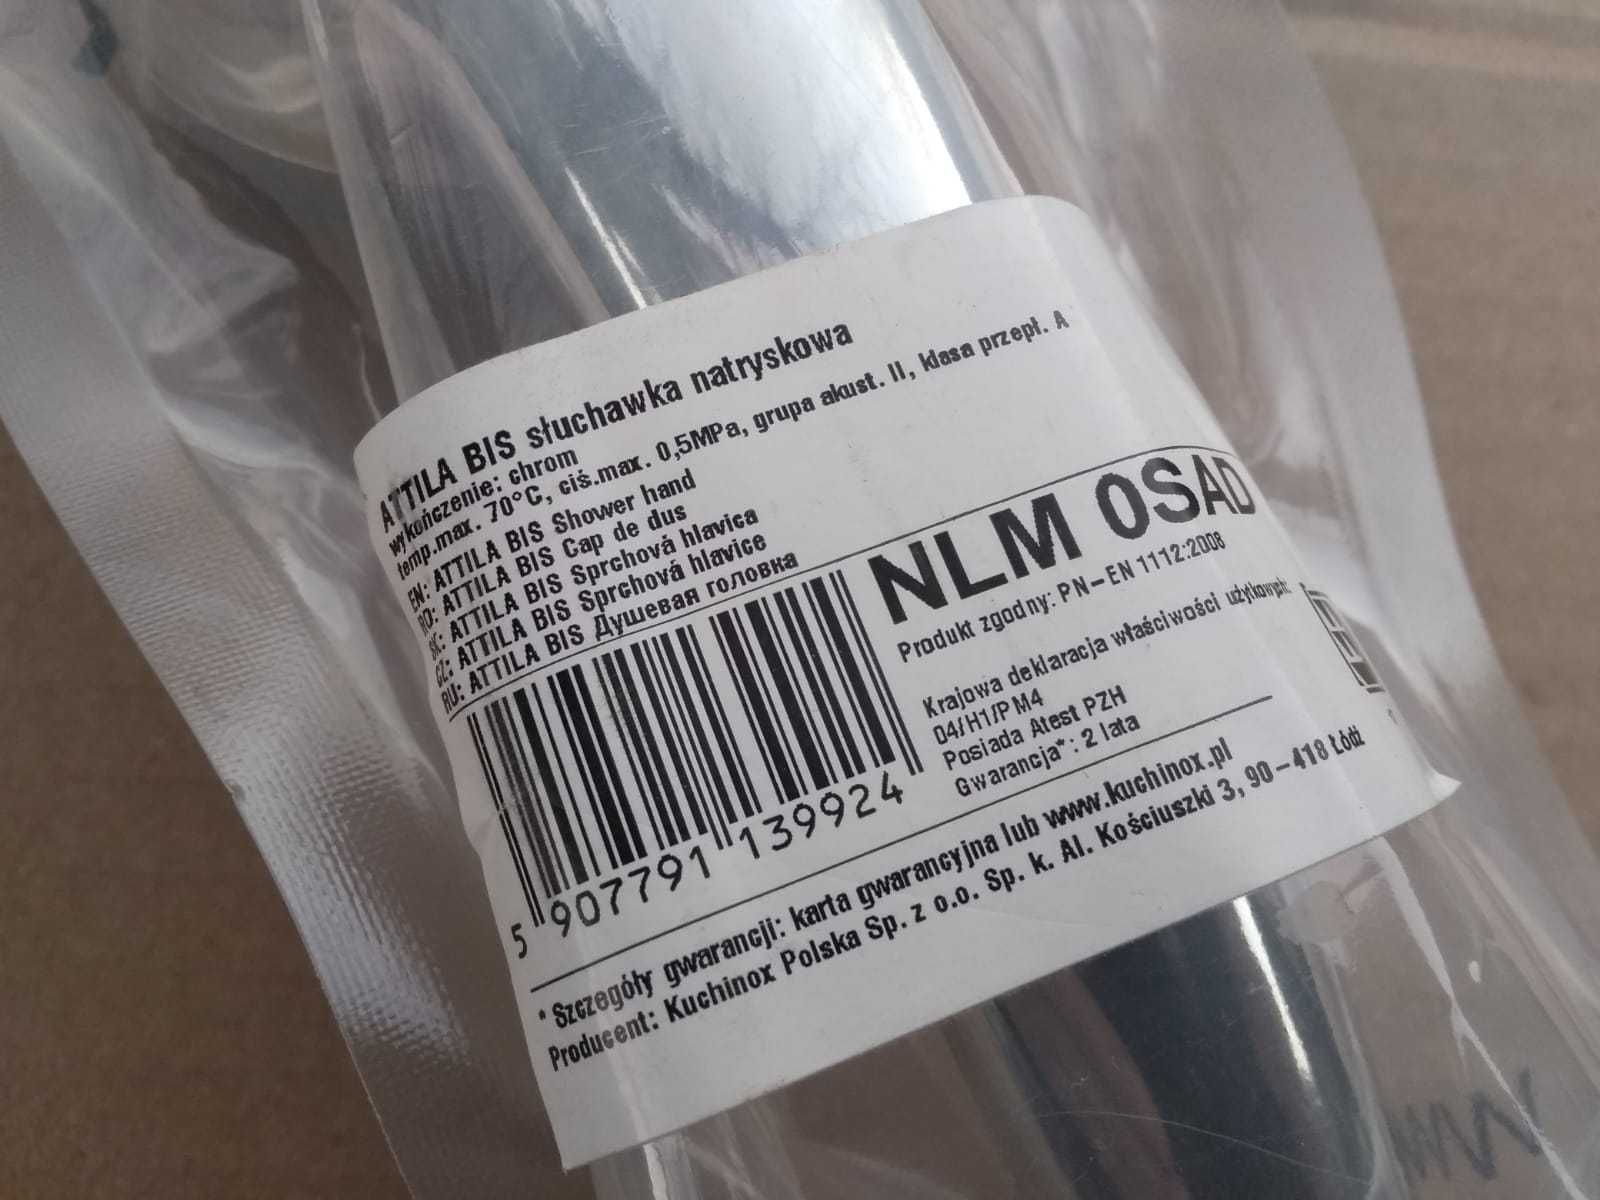 ATTILA BIS słuchawka natryskowa
wykończenie: chrom
temp.max. 70°C, ciś.max. 0,5MPa, grupa akust. II, klasa przepł. A
EN: ATTILA BIS Shower hand
RO: ATTILA BIS Cap de dus
SK: ATTILA BIS Sprchová hlavica
CZ: ATTILA BIS Sprchová hlavice
RU: ATTILA BIS Душевая головка
NLM 0SAD
Produkt zgodny: PN-EN 1112:2008
Krajowa deklaracja właściwości użytkowych:
04/H1/PM4
Posiada Atest PZH
Gwarancja*: 2 lata
5 907791 139924
* Szczegóły gwarancji: karta gwarancyjna lub www.kuchinox.pl
Producent: Kuchinox Polska Sp. z o.o. Sp. k. Al. Kościuszki 3, 90-418 Łódź